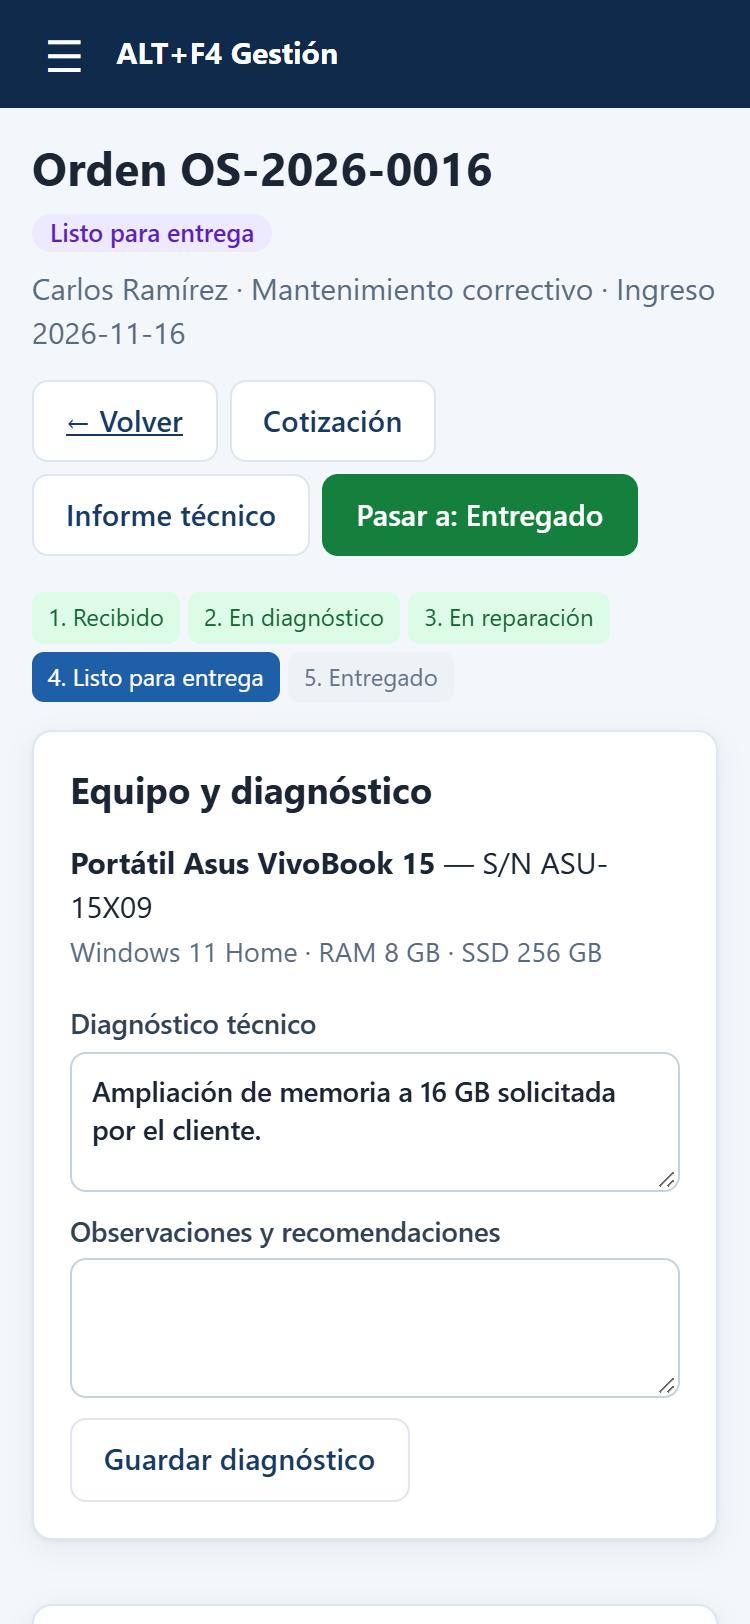 ☰ ALT+F4 Gestión
Orden OS-2026-0016
Listo para entrega
Carlos Ramírez · Mantenimiento correctivo · Ingreso
2026-11-16
← Volver
Cotización
Informe técnico
Pasar a: Entregado
1. Recibido
2. En diagnóstico
3. En reparación
4. Listo para entrega
5. Entregado
Equipo y diagnóstico
Portátil Asus VivoBook 15 — S/N ASU-
15X09
Windows 11 Home · RAM 8 GB · SSD 256 GB
Diagnóstico técnico
Ampliación de memoria a 16 GB solicitada
por el cliente.
Observaciones y recomendaciones
Guardar diagnóstico